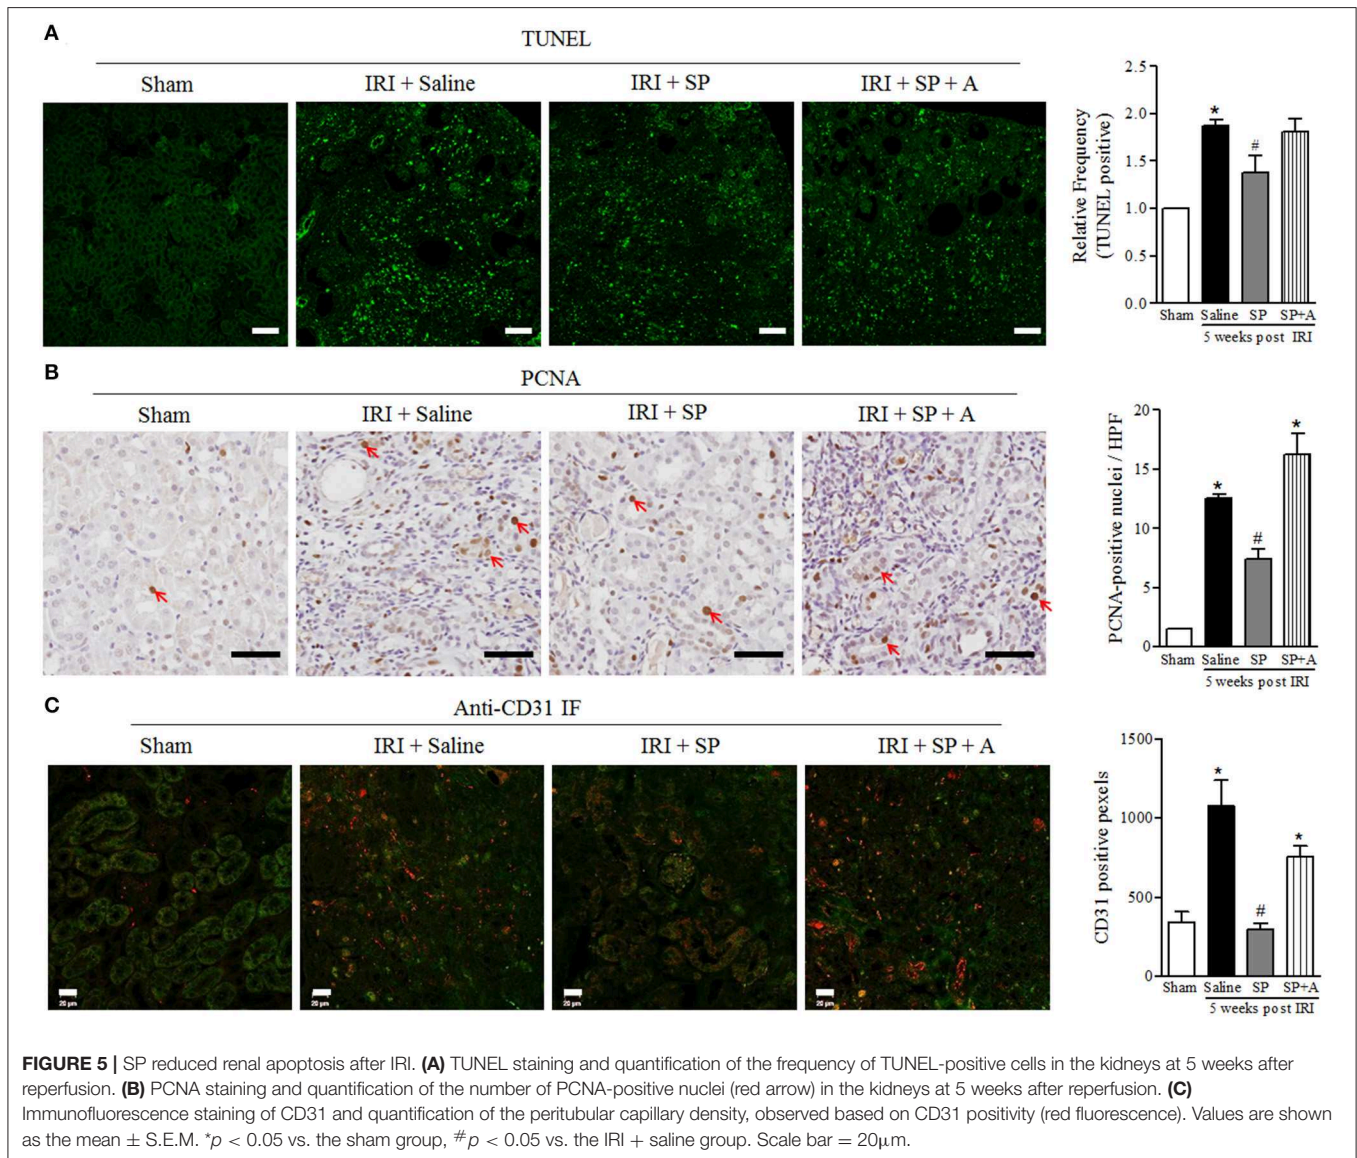 A
TUNEL
Sham
IRI + Saline
IRI + SP
IRI + SP + A
Relative Frequency
(TUNEL positive)
2.5
2.0
1.5
1.0
0.5
0.0
*
#
Sham Saline SP SP+A
5 weeks post IRI
B
PCNA
Sham
IRI + Saline
IRI + SP
IRI + SP + A
PCNA-positive nuclei / HPF
20
15
10
5
0
*
#
*
Sham Saline SP SP+A
5 weeks post IRI
C
Anti-CD31 IF
Sham
IRI + Saline
IRI + SP
IRI + SP + A
20 μm
20 μm
20 μm
20 μm
CD31 positive pexels
1500
1000
500
0
*
#
*
Sham Saline SP SP+A
5 weeks post IRI
FIGURE 5 | SP reduced renal apoptosis after IRI. (A) TUNEL staining and quantification of the frequency of TUNEL-positive cells in the kidneys at 5 weeks after
reperfusion. (B) PCNA staining and quantification of the number of PCNA-positive nuclei (red arrow) in the kidneys at 5 weeks after reperfusion. (C)
Immunofluorescence staining of CD31 and quantification of the peritubular capillary density, observed based on CD31 positivity (red fluorescence). Values are shown
as the mean ± S.E.M. *p < 0.05 vs. the sham group, #p < 0.05 vs. the IRI + saline group. Scale bar = 20μm.